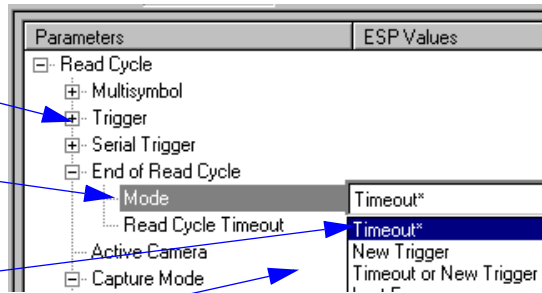 Parameters ESP Values
Read Cycle
Multisymbol
Trigger
Serial Trigger
End of Read Cycle
Mode Timeout*
Read Cycle Timeout Timeout*
New Trigger
Active Camera
Timeout or New Trigger
Capture Mode